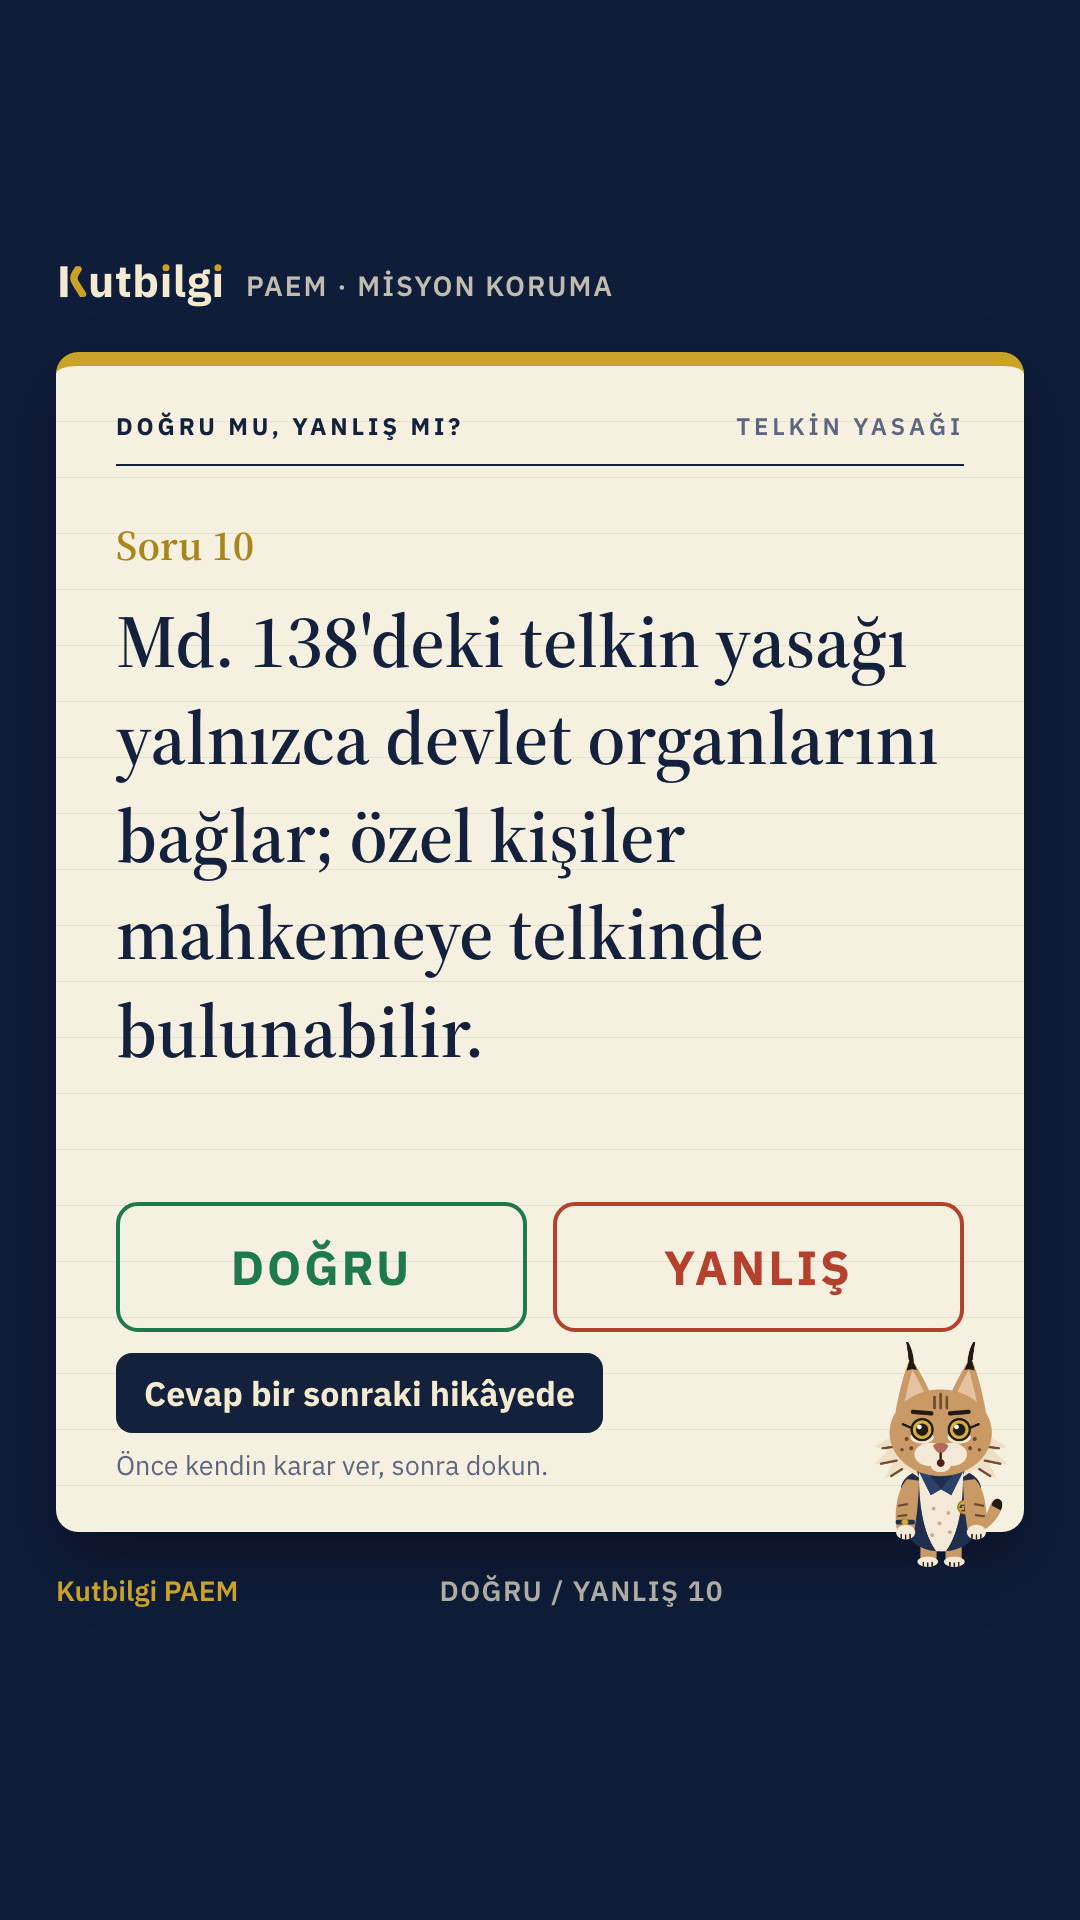 Kutbilgi PAEM · MİSYON KORUMA
DOĞRU MU, YANLIŞ MI? TELKİN YASAĞI
Soru 10
Md. 138'deki telkin yasağı
yalnızca devlet organlarını
bağlar; özel kişiler
mahkemeye telkinde
bulunabilir.
DOĞRU YANLIŞ
Cevap bir sonraki hikâyede
Önce kendin karar ver, sonra dokun.
Kutbilgi PAEM DOĞRU / YANLIŞ 10